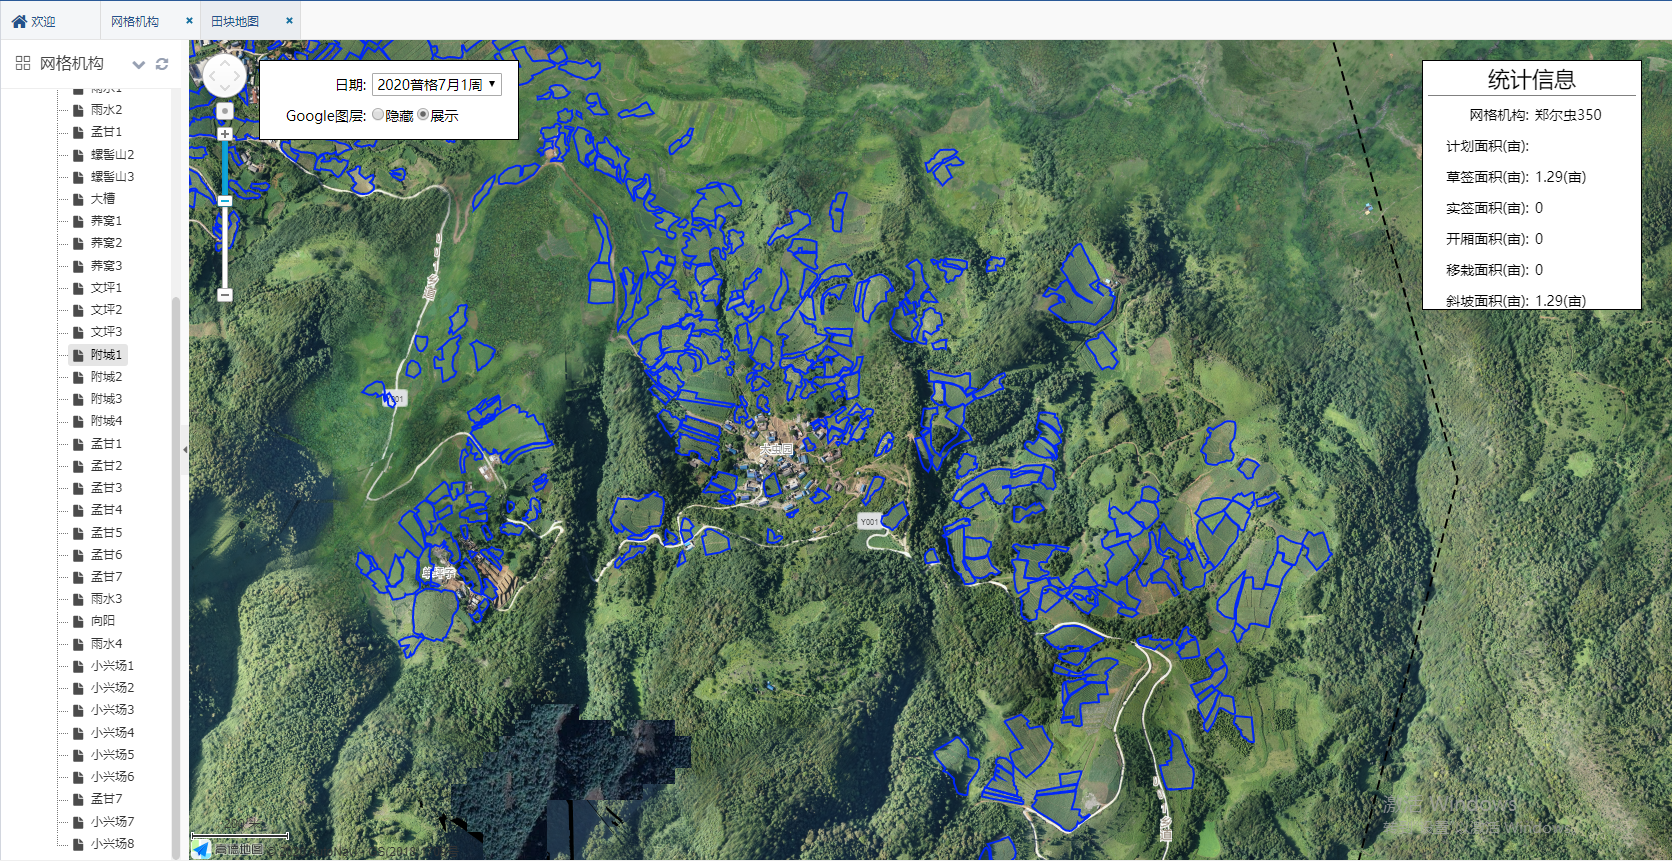 欢迎
网格机构 ×
田块地图 ×
网格机构
雨水1
雨水2
孟甘1
螺髻山2
螺髻山3
大槽
荞窝1
荞窝2
荞窝3
文坪1
文坪2
文坪3
附城1
附城2
附城3
附城4
孟甘1
孟甘2
孟甘3
孟甘4
孟甘5
孟甘6
孟甘7
雨水3
向阳
雨水4
小兴场1
小兴场2
小兴场3
小兴场4
小兴场5
小兴场6
孟甘7
小兴场7
小兴场8
日期: 2020普格7月1周
Google图层: 隐藏 展示
统计信息
网格机构: 郑尔虫350
计划面积(亩):
草签面积(亩): 1.29(亩)
实签面积(亩): 0
开厢面积(亩): 0
移栽面积(亩): 0
斜坡面积(亩): 1.29(亩)
大虫园
Y001
高德地图